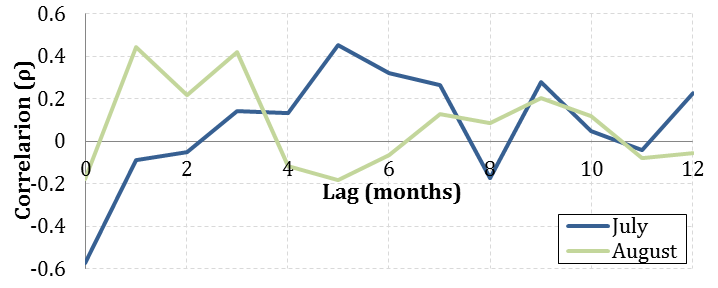 0.6
0.4
0.2
0
-0.2
-0.4
-0.6
Correlarion (ρ)
0 2 4 6 8 10 12
Lag (months)
July
August